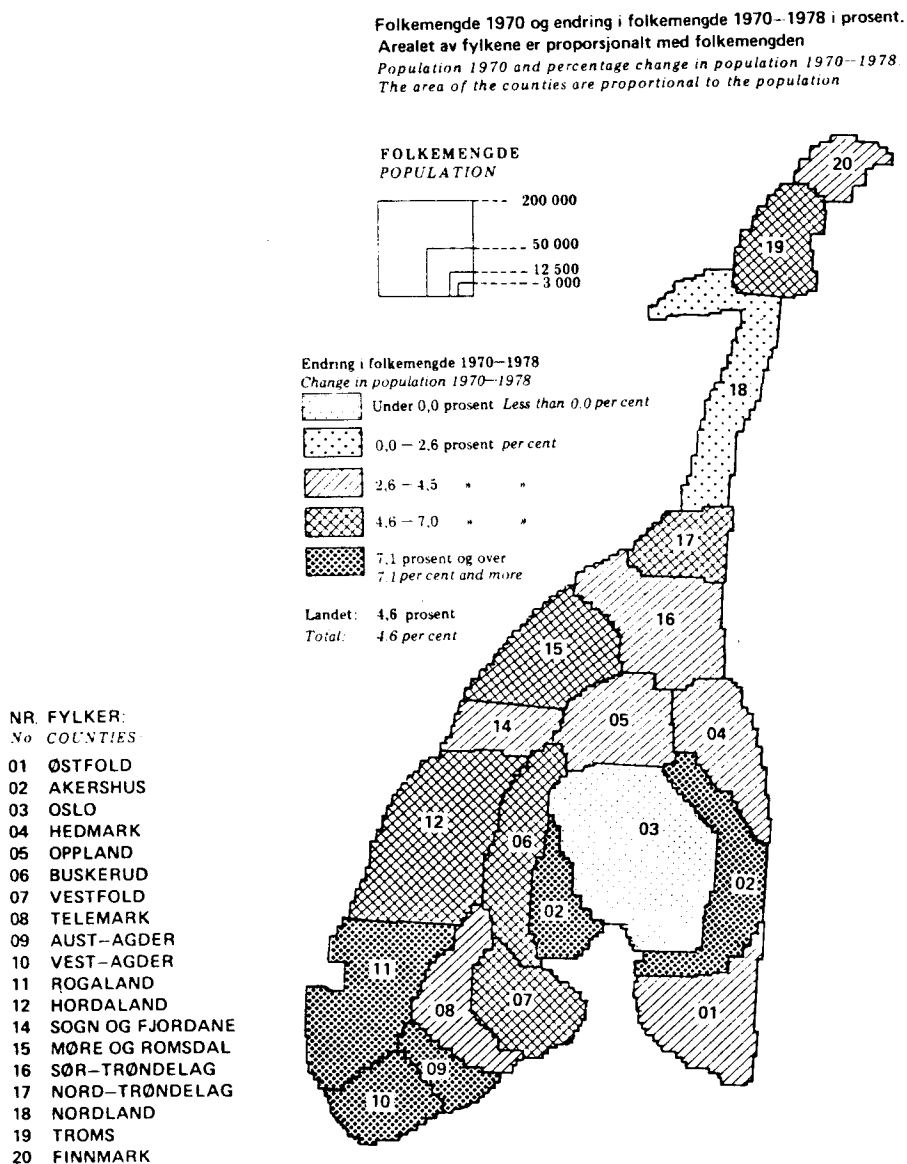 Folkemengde 1970 og endring i folkemengde 1970–1978 i prosent.
Arealet av fylkene er proporsjonalt med folkemengden
Population 1970 and percentage change in population 1970–1978.
The area of the counties are proportional to the population
FOLKEMENGDE
POPULATION
200 000
50 000
12 500
3 000
Endring i folkemengde 1970–1978
Change in population 1970–1978
Under 0,0 prosent Less than 0.0 per cent
0,0 – 2,6 prosent per cent
2,6 – 4,5 " "
4,6 – 7,0 " "
7,1 prosent og over
7.1 per cent and more
Landet: 4,6 prosent
Total: 4.6 per cent
20
19
18
17
16
15
05
04
14
12
06
03
02
02
11
08
07
01
09
10
NR. FYLKER:
No COUNTIES
01 ØSTFOLD
02 AKERSHUS
03 OSLO
04 HEDMARK
05 OPPLAND
06 BUSKERUD
07 VESTFOLD
08 TELEMARK
09 AUST–AGDER
10 VEST–AGDER
11 ROGALAND
12 HORDALAND
14 SOGN OG FJORDANE
15 MØRE OG ROMSDAL
16 SØR–TRØNDELAG
17 NORD–TRØNDELAG
18 NORDLAND
19 TROMS
20 FINNMARK